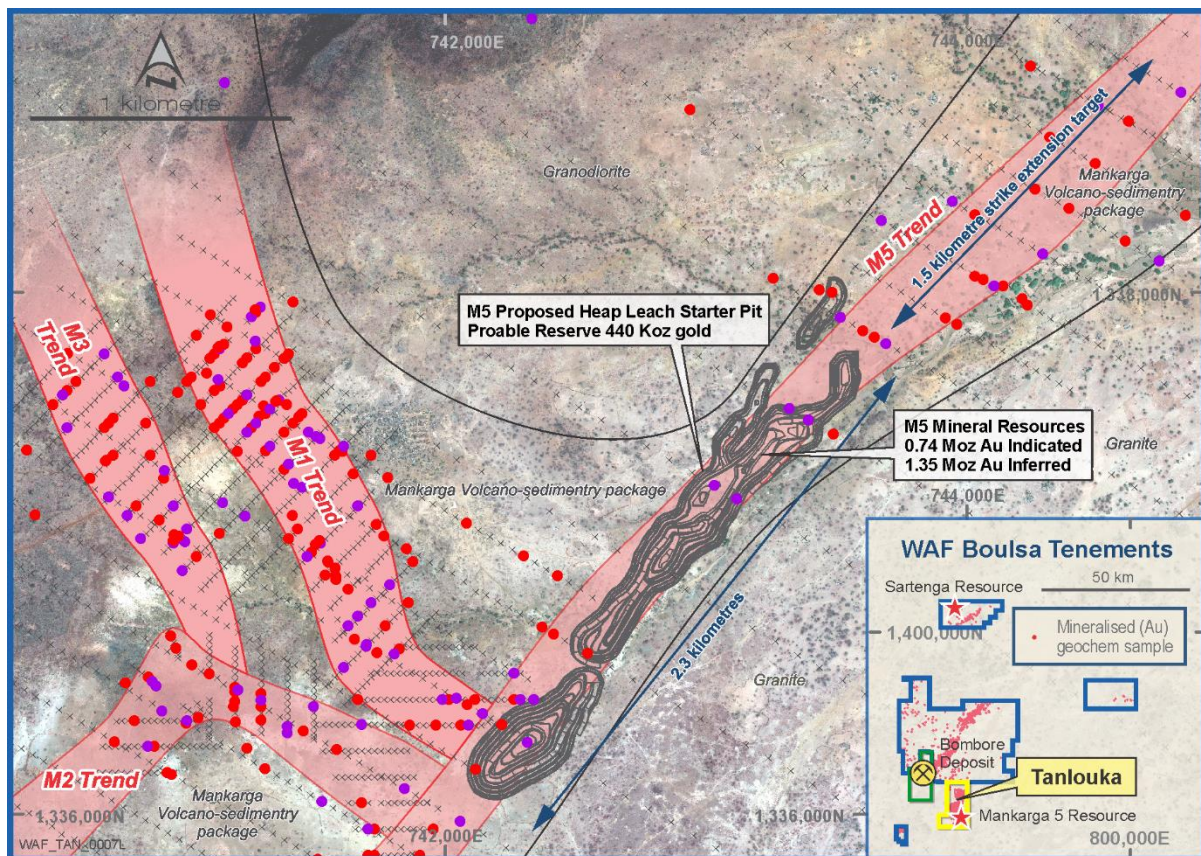 742,000E
744,000E
N
1 kilometre
Granodiorite
M5 Trend
1.5 kilometre strike extension target
Mankarga
Volcano-sedimentry
package
1,338,000N
M5 Proposed Heap Leach Starter Pit
Proable Reserve 440 Koz gold
M3
Trend
M1 Trend
M5 Mineral Resources
0.74 Moz Au Indicated
1.35 Moz Au Inferred
Granite
Mankarga Volcano-sedimentry package
744,000E
2.3 kilometres
Granite
M2 Trend
Mankarga
Volcano-sedimentry
package
1,336,000N
742,000E
1,336,000N
WAF_TAN_0007L
WAF Boulsa Tenements
Sartenga Resource
50 km
1,400,000N
Mineralised (Au)
geochem sample
Bombore
Deposit
Tanlouka
Mankarga 5 Resource
800,000E